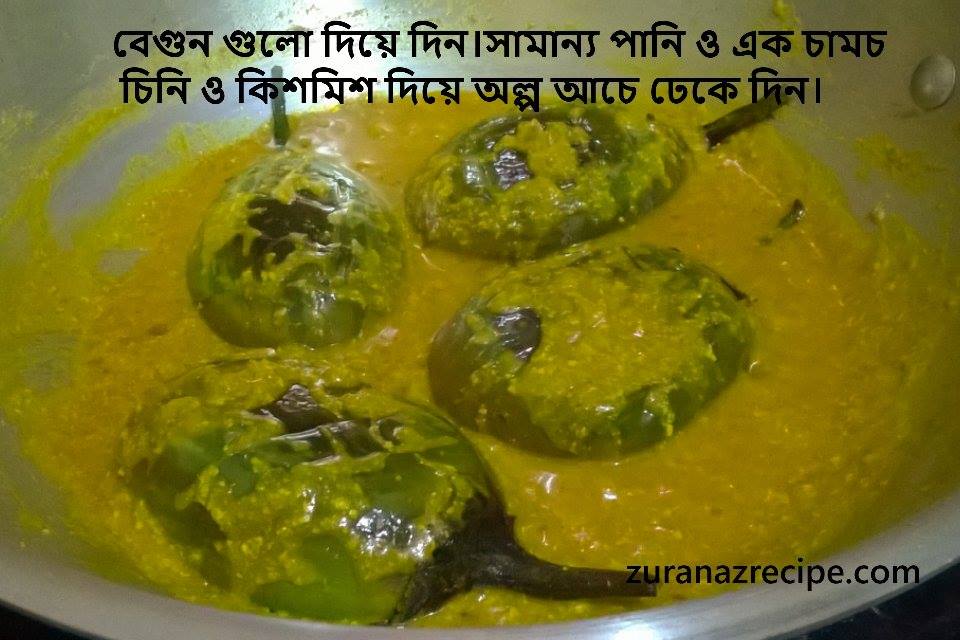 বেগুন গুলো দিয়ে দিন।সামান্য পানি ও এক চামচ
চিনি ও কিশমিশ দিয়ে অল্প আচে ঢেকে দিন।
zuranazrecipe.com